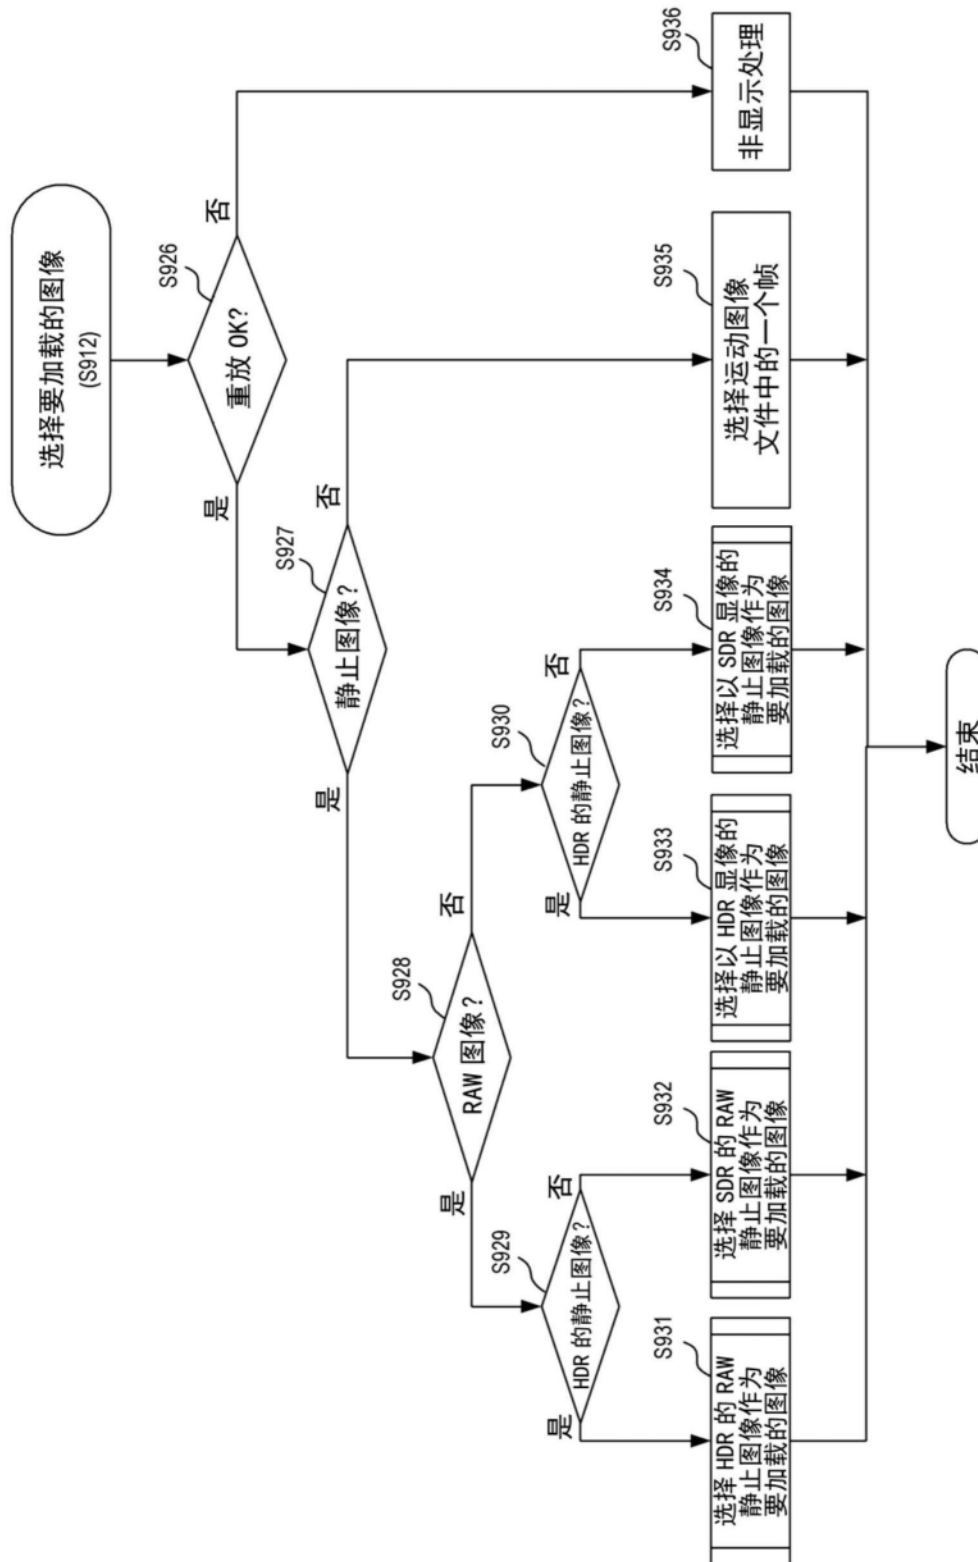 选择要加载的图像
(S912)
S926
重放 OK?
是
否
S927
静止图像?
是
否
S928
RAW 图像?
是
否
S929
HDR 的静止图像?
是
否
S930
HDR 的静止图像?
是
否
S931
选择 HDR 的 RAW
静止图像作为
要加载的图像
S932
选择 SDR 的 RAW
静止图像作为
要加载的图像
S933
选择以 HDR 显像的
静止图像作为
要加载的图像
S934
选择以 SDR 显像的
静止图像作为
要加载的图像
S935
选择运动图像
文件中的一个帧
S936
非显示处理
结束